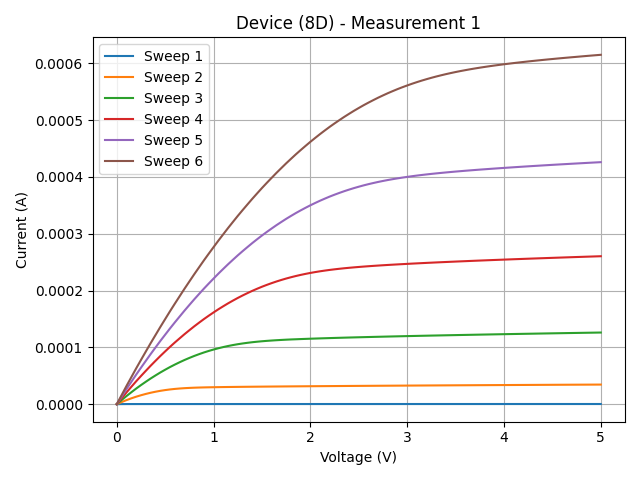 Device (8D) - Measurement 1
Sweep 1
Sweep 2
Sweep 3
Sweep 4
Sweep 5
Sweep 6
0.0006
0.0005
0.0004
0.0003
0.0002
0.0001
0.0000
Current (A)
0 1 2 3 4 5
Voltage (V)